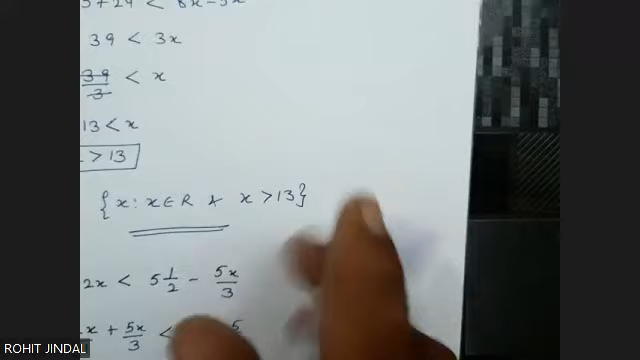 39 < 3x
39/3 < x
13 < x
x > 13
{x: x ∈ R & x > 13}
2x < 5 1/2 - 5x/3
x + 5x/3 <
ROHIT JINDAL